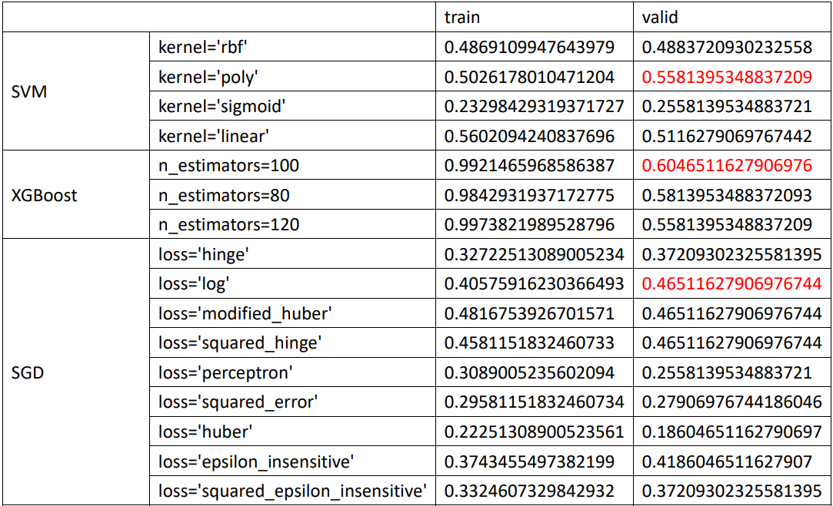 train valid
SVM
kernel='rbf' 0.4869109947643979 0.4883720930232558
kernel='poly' 0.5026178010471204 0.5581395348837209
kernel='sigmoid' 0.23298429319371727 0.2558139534883721
kernel='linear' 0.5602094240837696 0.5116279069767442
XGBoost
n_estimators=100 0.9921465968586387 0.6046511627906976
n_estimators=80 0.9842931937172775 0.5813953488372093
n_estimators=120 0.9973821989528796 0.5581395348837209
SGD
loss='hinge' 0.32722513089005234 0.37209302325581395
loss='log' 0.40575916230366493 0.46511627906976744
loss='modified_huber' 0.4816753926701571 0.46511627906976744
loss='squared_hinge' 0.4581151832460733 0.46511627906976744
loss='perceptron' 0.3089005235602094 0.2558139534883721
loss='squared_error' 0.29581151832460734 0.27906976744186046
loss='huber' 0.22251308900523561 0.18604651162790697
loss='epsilon_insensitive' 0.3743455497382199 0.4186046511627907
loss='squared_epsilon_insensitive' 0.3324607329842932 0.37209302325581395